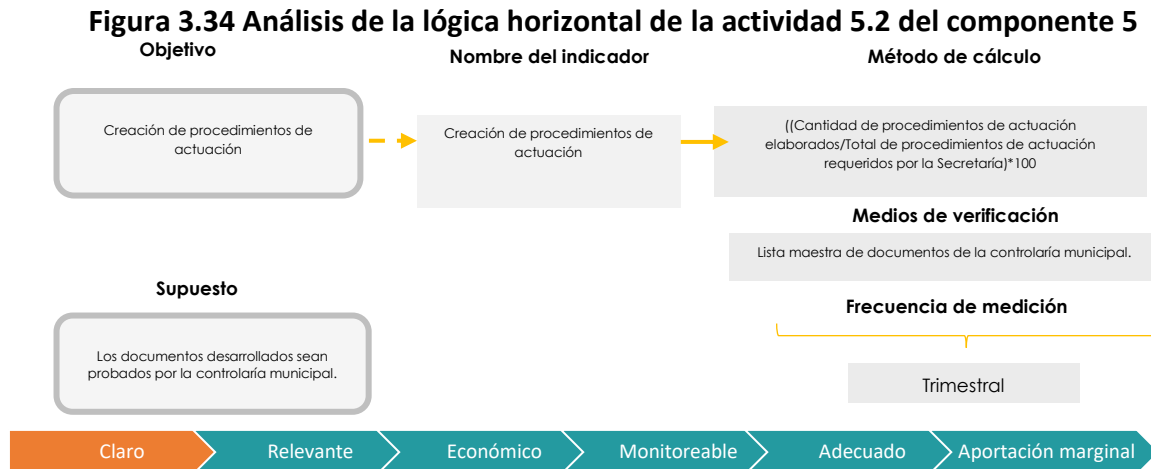 Figura 3.34 Análisis de la lógica horizontal de la actividad 5.2 del componente 5
Objetivo
Nombre del indicador
Método de cálculo
Creación de procedimientos de
actuación
Creación de procedimientos de
actuación
((Cantidad de procedimientos de actuación
elaborados/Total de procedimientos de actuación
requeridos por la Secretaría)*100
Medios de verificación
Lista maestra de documentos de la controlaría municipal.
Supuesto
Frecuencia de medición
Los documentos desarrollados sean
probados por la controlaría municipal.
Trimestral
Claro
Relevante
Económico
Monitoreable
Adecuado
Aportación marginal